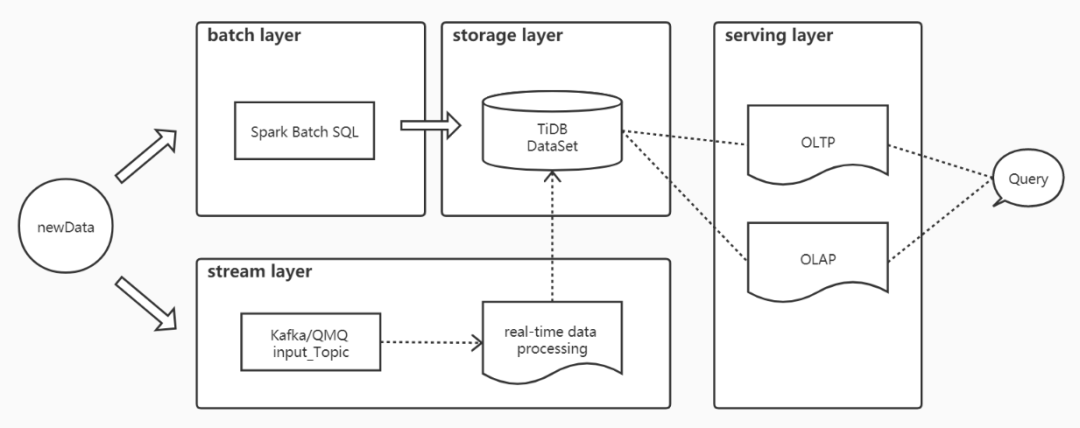 batch layer
storage layer
serving layer
Spark Batch SQL
TiDB
DataSet
OLTP
Query
newData
OLAP
stream layer
Kafka/QMQ
input_Topic
real-time data
processing